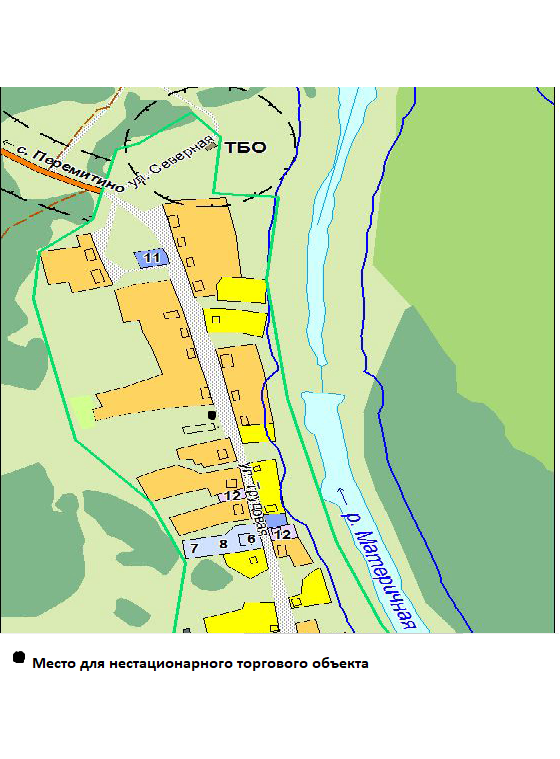 ТБО
с. Перемитино
ул. Северная
11
ул. Трудовая
12
12
7
8
6
р. Материчная
Место для нестационарного торгового объекта